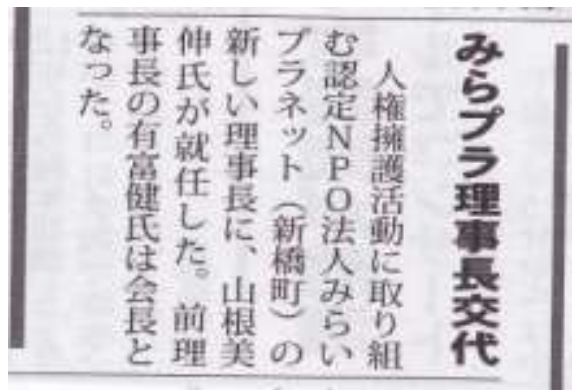 みらプラ理事長交代
人権擁護活動に取り組
む認定NPO法人みらい
プラネット（新橋町）の
新しい理事長に、山根美
伸氏が就任した。前理
事長の有富健氏は会長と
なった。